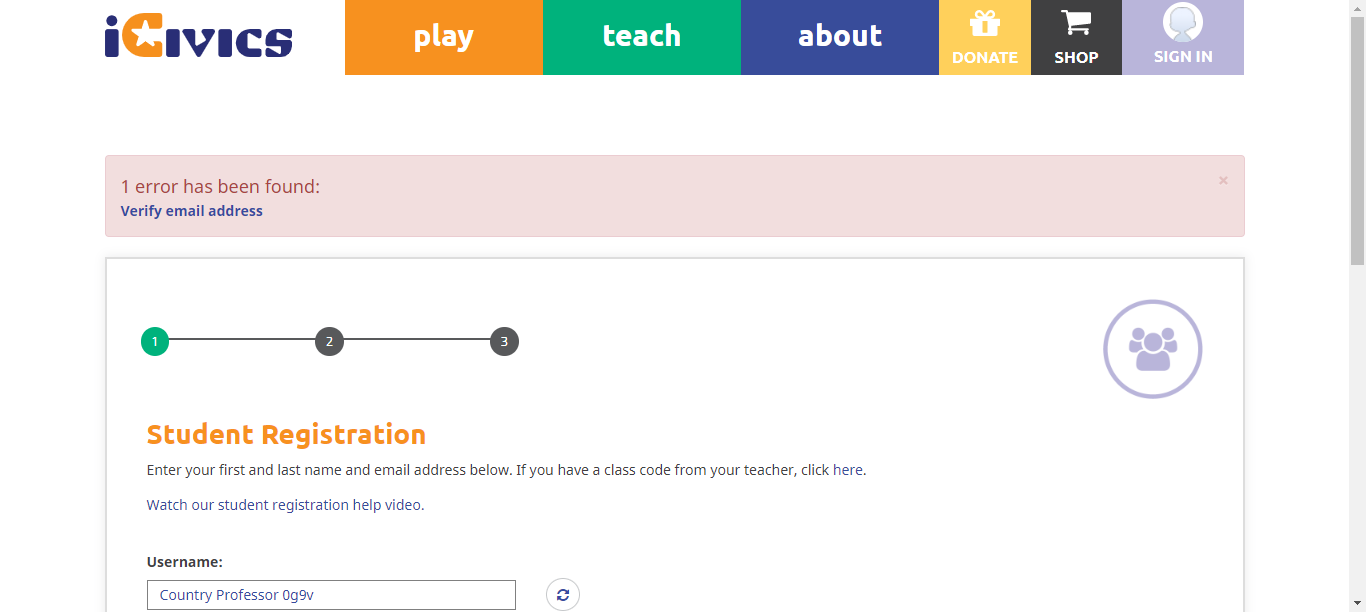 iCivics
play
teach
about
DONATE
SHOP
SIGN IN
1 error has been found:
×
Verify email address
1
2
3
Student Registration
Enter your first and last name and email address below. If you have a class code from your teacher, click here.
Watch our student registration help video.
Username:
Country Professor 0g9v